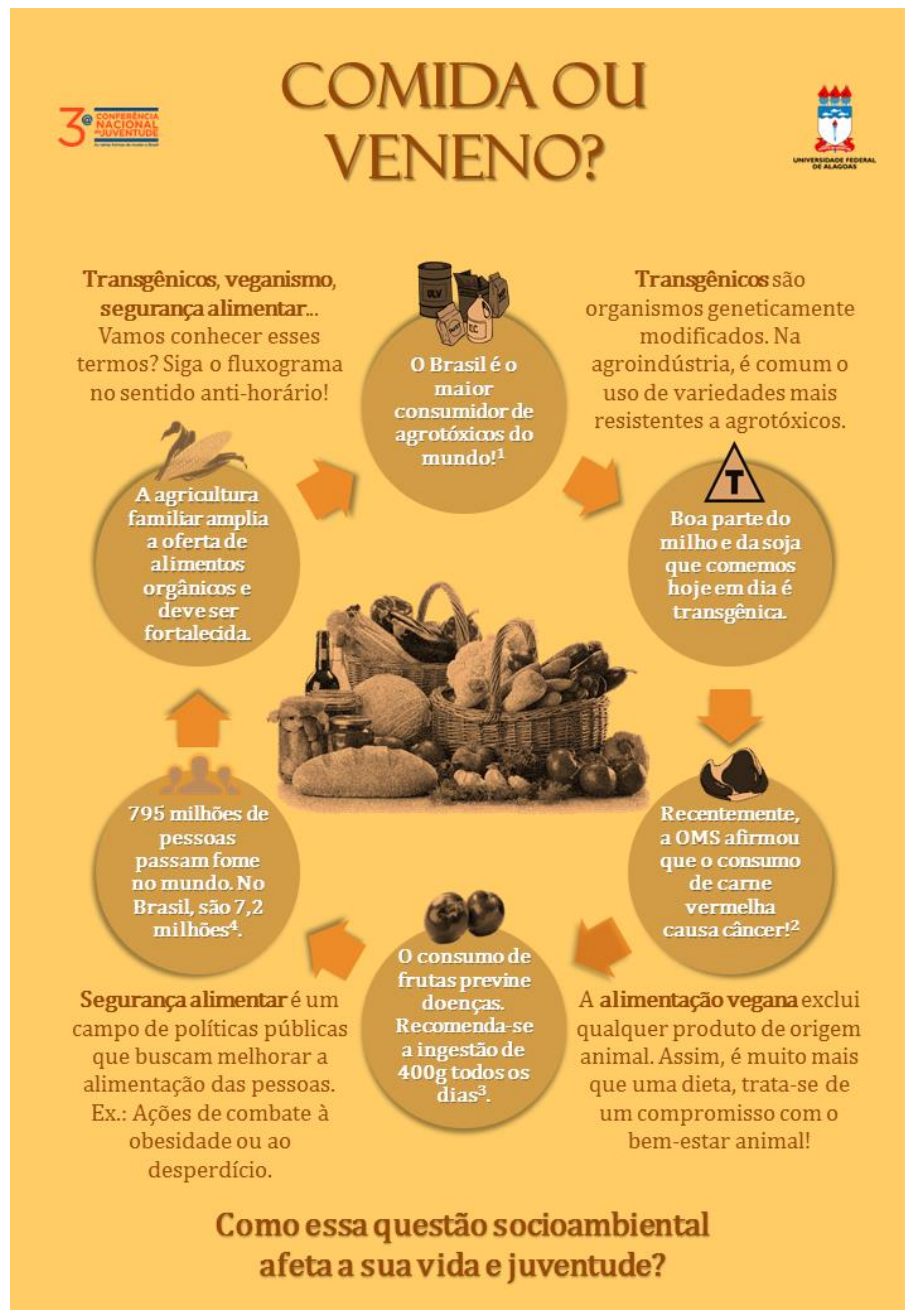 COMIDA OU
VENENO?
3ª CONFERÊNCIA
NACIONAL
DE JUVENTUDE
As várias formas de mudar o Brasil
UNIVERSIDADE FEDERAL
DE ALAGOAS
Transgênicos, veganismo,
segurança alimentar...
Vamos conhecer esses
termos? Siga o fluxograma
no sentido anti-horário!
ULV
O Brasil é o
maior
consumidor de
agrotóxicos do
mundo!¹
Transgênicos são
organismos geneticamente
modificados. Na
agroindústria, é comum o
uso de variedades mais
resistentes a agrotóxicos.
T
Boa parte do
milho e da soja
que comemos
hoje em dia é
transgênica.
Recentemente,
a OMS afirmou
que o consumo
de carne
vermelha
causa câncer!²
A alimentação vegana exclui
qualquer produto de origem
animal. Assim, é muito mais
que uma dieta, trata-se de
um compromisso com o
bem-estar animal!
O consumo de
frutas previne
doenças.
Recomenda-se
a ingestão de
400g todos os
dias³.
Segurança alimentar é um
campo de políticas públicas
que buscam melhorar a
alimentação das pessoas.
Ex.: Ações de combate à
obesidade ou ao
desperdício.
795 milhões de
pessoas
passam fome
no mundo. No
Brasil, são 7,2
milhões⁴.
A agricultura
familiar amplia
a oferta de
alimentos
orgânicos e
deve ser
fortalecida.
Como essa questão socioambiental
afeta a sua vida e juventude?